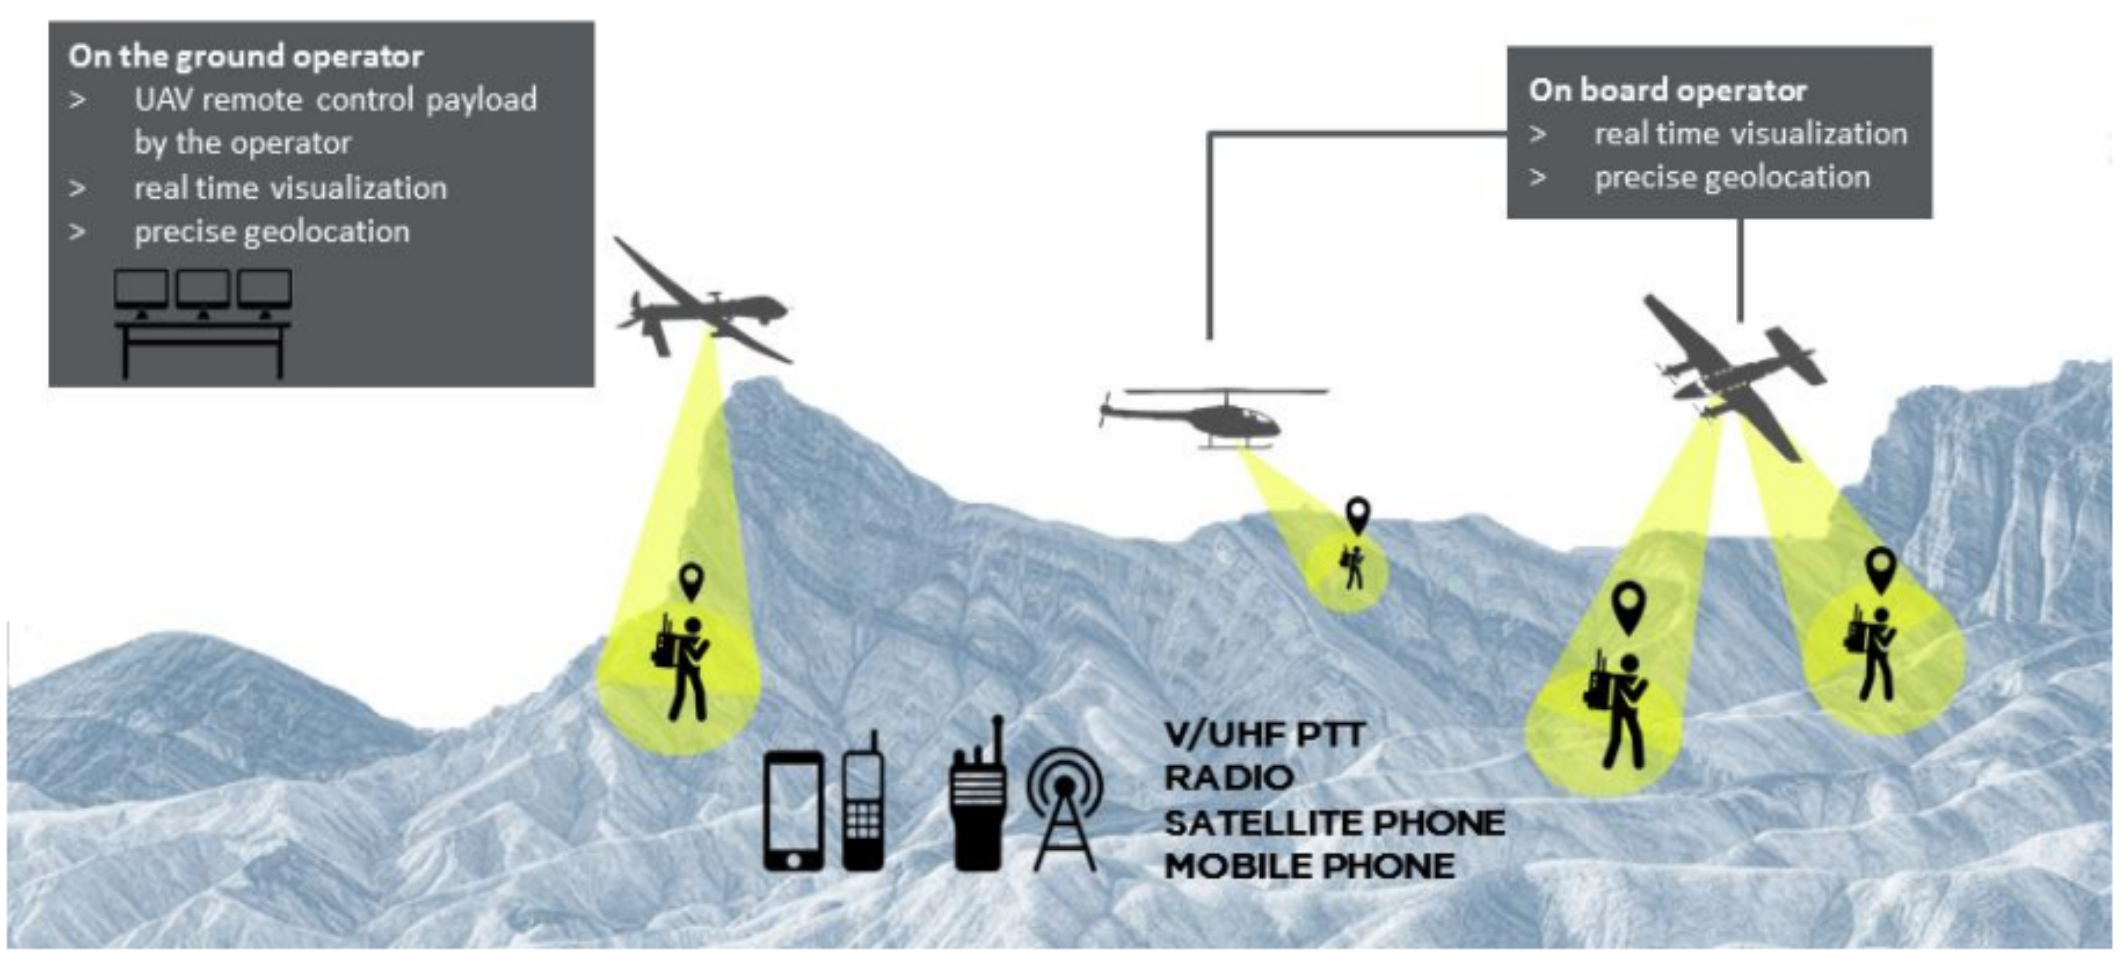 On the ground operator
> UAV remote control payload
by the operator
> real time visualization
> precise geolocation
On board operator
> real time visualization
> precise geolocation
V/UHF PTT
RADIO
SATELLITE PHONE
MOBILE PHONE